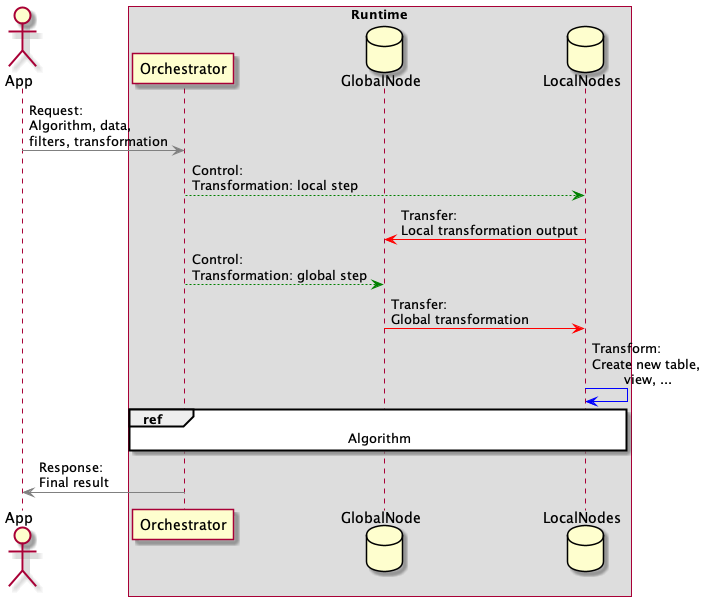 Runtime
App
Orchestrator
GlobalNode
LocalNodes
Request:
Algorithm, data,
filters, transformation
Control:
Transformation: local step
Transfer:
Local transformation output
Control:
Transformation: global step
Transfer:
Global transformation
Transform:
Create new table,
view, ...
ref
Algorithm
Response:
Final result
App
Orchestrator
GlobalNode
LocalNodes